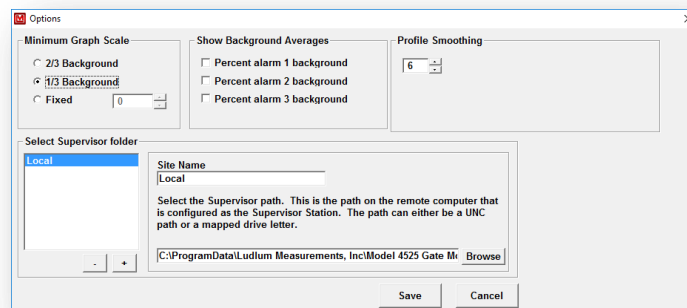 Options
Minimum Graph Scale
2/3 Background
1/3 Background
Fixed
0
Show Background Averages
Percent alarm 1 background
Percent alarm 2 background
Percent alarm 3 background
Profile Smoothing
6
Select Supervisor folder
Local
- +
Site Name
Local
Select the Supervisor path. This is the path on the remote computer that
is configured as the Supervisor Station. The path can either be a UNC
path or a mapped drive letter.
C:\ProgramData\Ludlum Measurements, Inc\Model 4525 Gate
Browse
Save Cancel